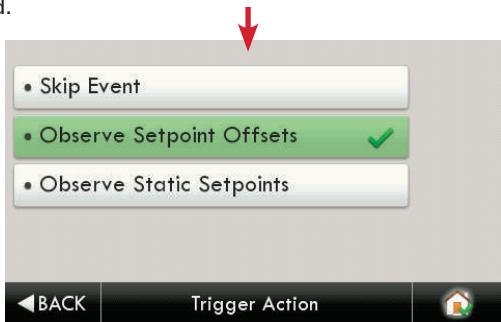 d.
• Skip Event
• Observe Setpoint Offsets
• Observe Static Setpoints
BACK Trigger Action